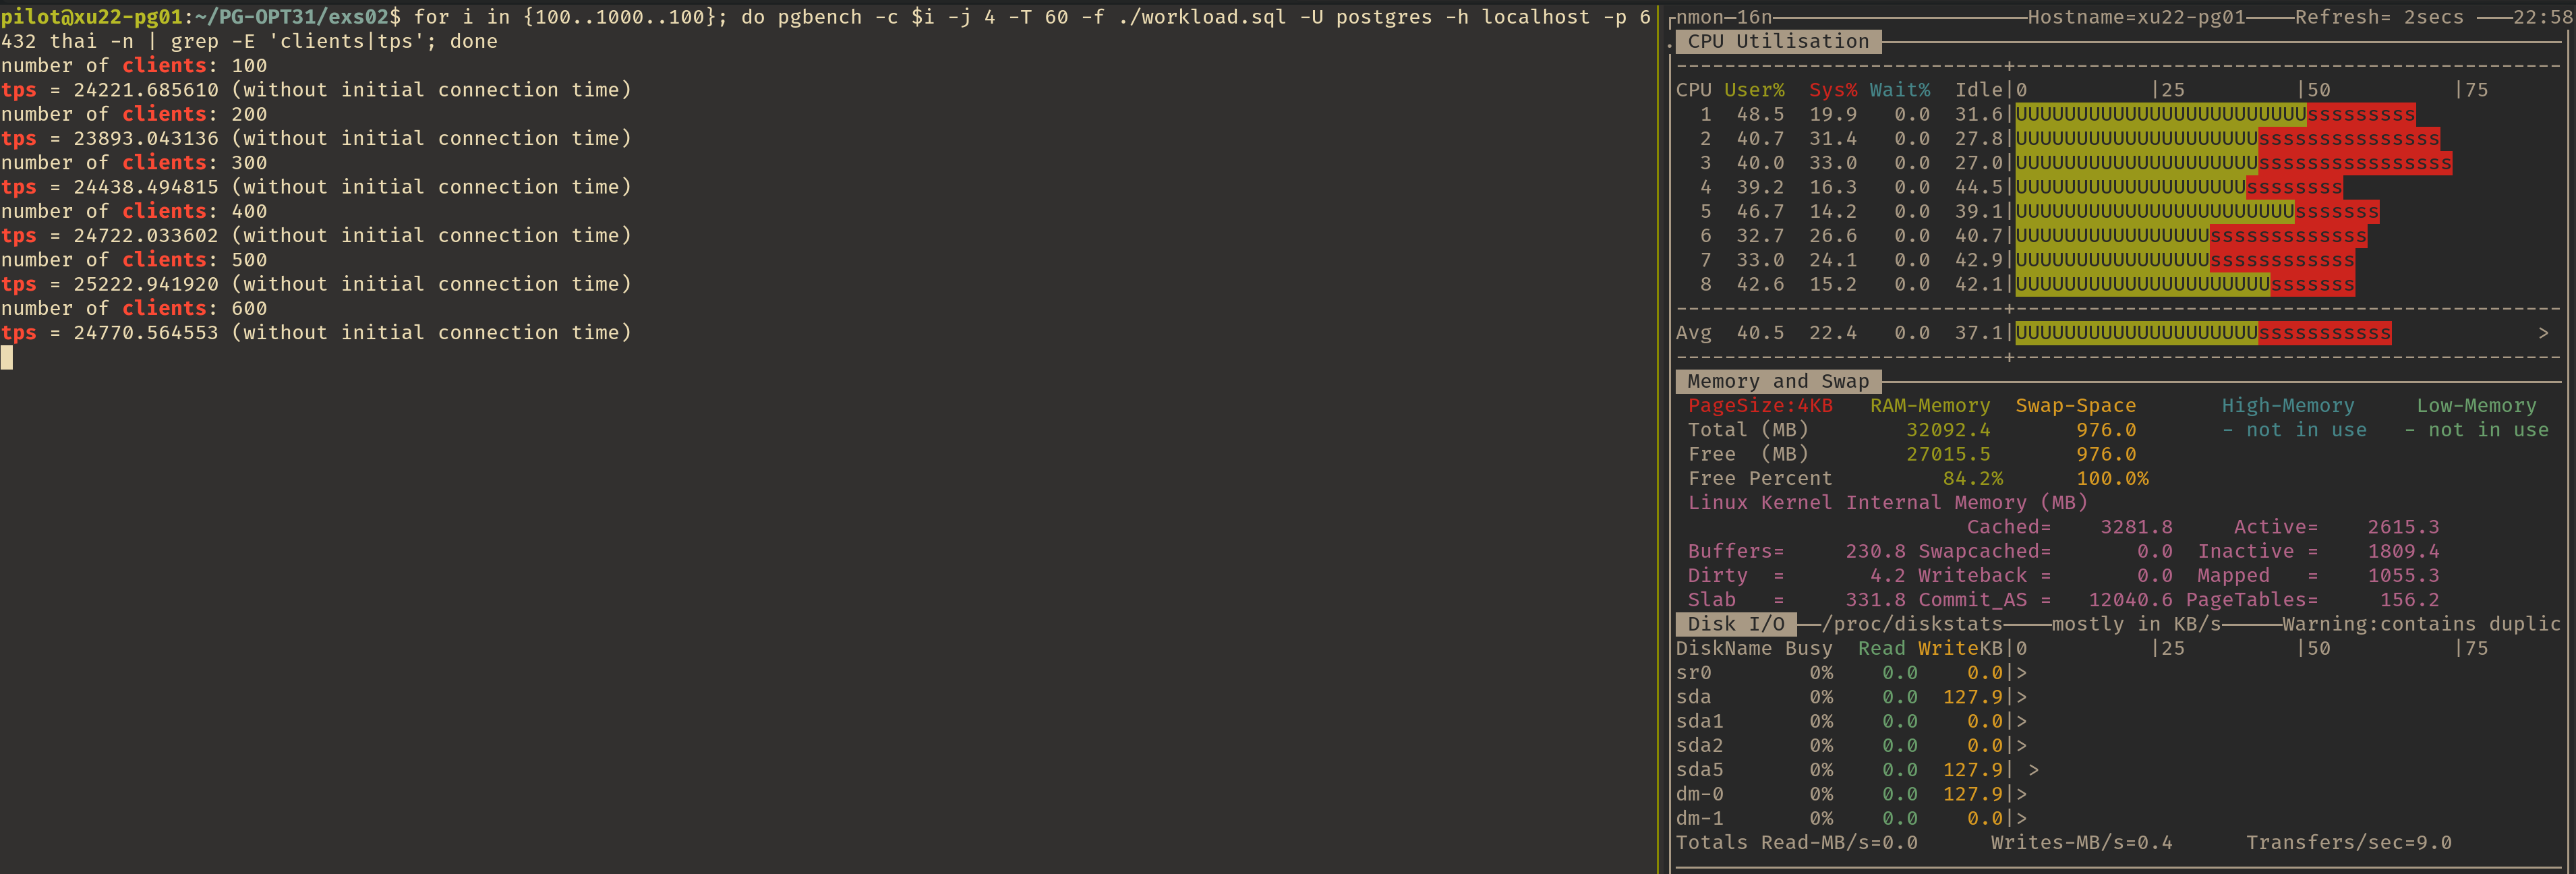 pilot@xu22-pg01:~/PG-OPT31/exs02$ for i in {100..1000..100}; do pgbench -c $i -j 4 -T 60 -f ./workload.sql -U postgres -h localhost -p 6
432 thai -n | grep -E 'clients|tps'; done
number of clients: 100
tps = 24221.685610 (without initial connection time)
number of clients: 200
tps = 23893.043136 (without initial connection time)
number of clients: 300
tps = 24438.494815 (without initial connection time)
number of clients: 400
tps = 24722.033602 (without initial connection time)
number of clients: 500
tps = 25222.941920 (without initial connection time)
number of clients: 600
tps = 24770.564553 (without initial connection time)
nmon─16n Hostname=xu22-pg01 Refresh= 2secs 22:58
CPU Utilisation
---------------------------+---------------------------------------------
CPU User% Sys% Wait% Idle|0 |25 |50 |75
1 48.5 19.9 0.0 31.6|UUUUUUUUUUUUUUUUUUUUUUUUsssssssss
2 40.7 31.4 0.0 27.8|UUUUUUUUUUUUUUUUUUUUsssssssssssssss
3 40.0 33.0 0.0 27.0|UUUUUUUUUUUUUUUUUUUUssssssssssssssss
4 39.2 16.3 0.0 44.5|UUUUUUUUUUUUUUUUUUUssssssss
5 46.7 14.2 0.0 39.1|UUUUUUUUUUUUUUUUUUUUUUUsssssss
6 32.7 26.6 0.0 40.7|UUUUUUUUUUUUUUUUsssssssssssss
7 33.0 24.1 0.0 42.9|UUUUUUUUUUUUUUUUssssssssssss
8 42.6 15.2 0.0 42.1|UUUUUUUUUUUUUUUUUUUUUsssssss
---------------------------+---------------------------------------------
Avg 40.5 22.4 0.0 37.1|UUUUUUUUUUUUUUUUUUUUsssssssssss >
---------------------------+---------------------------------------------
Memory and Swap
PageSize:4KB RAM-Memory Swap-Space High-Memory Low-Memory
Total (MB) 32092.4 976.0 - not in use - not in use
Free (MB) 27015.5 976.0
Free Percent 84.2% 100.0%
Linux Kernel Internal Memory (MB)
Cached= 3281.8 Active= 2615.3
Buffers= 230.8 Swapcached= 0.0 Inactive = 1809.4
Dirty = 4.2 Writeback = 0.0 Mapped = 1055.3
Slab = 331.8 Commit_AS = 12040.6 PageTables= 156.2
Disk I/O ──/proc/diskstats────mostly in KB/s─────Warning:contains duplic
DiskName Busy Read WriteKB|0 |25 |50 |75
sr0 0% 0.0 0.0|>
sda 0% 0.0 127.9|>
sda1 0% 0.0 0.0|>
sda2 0% 0.0 0.0|>
sda5 0% 0.0 127.9| >
dm-0 0% 0.0 127.9|>
dm-1 0% 0.0 0.0|>
Totals Read-MB/s=0.0 Writes-MB/s=0.4 Transfers/sec=9.0